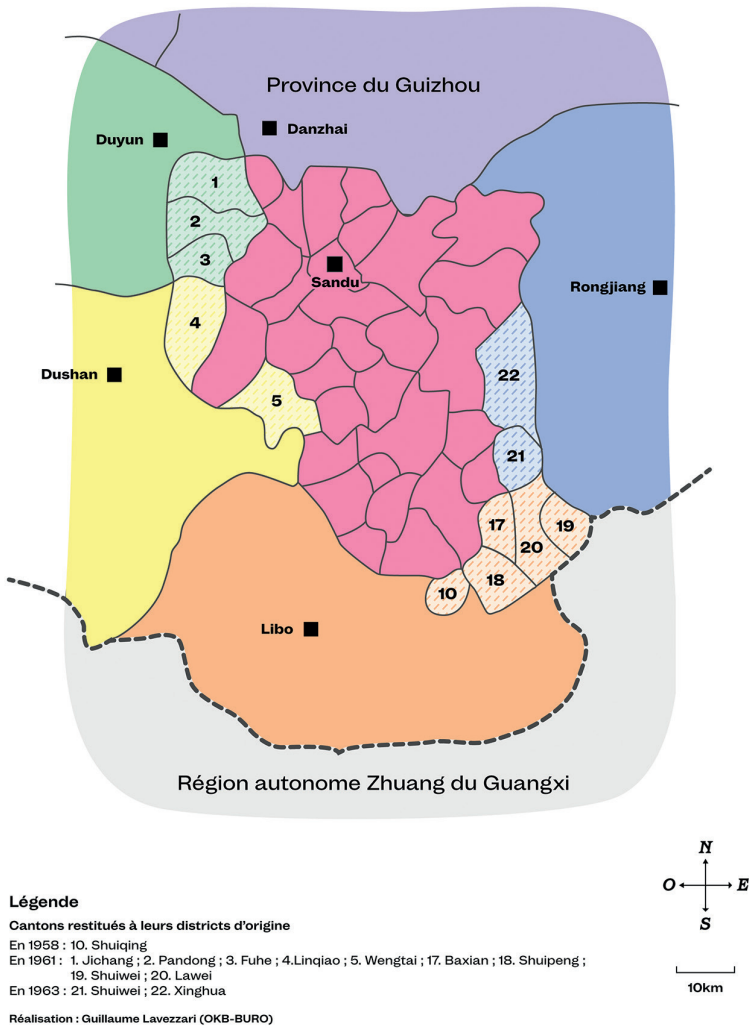 Province du Guizhou
Duyun
Danzhai
1
2
3
Sandu
Rongjiang
4
Dushan
5
22
21
17
19
20
18
10
Libo
Région autonome Zhuang du Guangxi
N
O E
S
10km
Légende
Cantons restitués à leurs districts d'origine
En 1958 : 10. Shuiqing
En 1961 : 1. Jichang ; 2. Pandong ; 3. Fuhe ; 4.Linqiao ; 5. Wengtai ; 17. Baxian ; 18. Shuipeng ;
19. Shuiwei ; 20. Lawei
En 1963 : 21. Shuiwei ; 22. Xinghua
Réalisation : Guillaume Lavezzari (OKB-BURO)